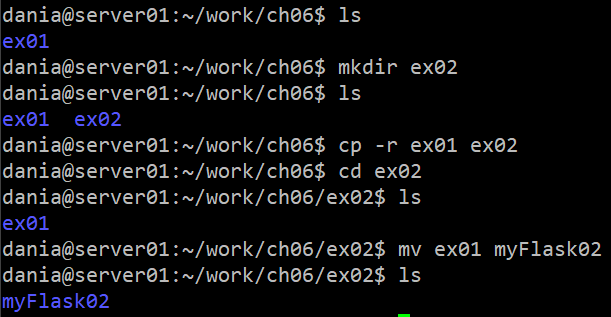 dania@server01:~/work/ch06$ ls
ex01
dania@server01:~/work/ch06$ mkdir ex02
dania@server01:~/work/ch06$ ls
ex01  ex02
dania@server01:~/work/ch06$ cp -r ex01 ex02
dania@server01:~/work/ch06$ cd ex02
dania@server01:~/work/ch06/ex02$ ls
ex01
dania@server01:~/work/ch06/ex02$ mv ex01 myFlask02
dania@server01:~/work/ch06/ex02$ ls
myFlask02